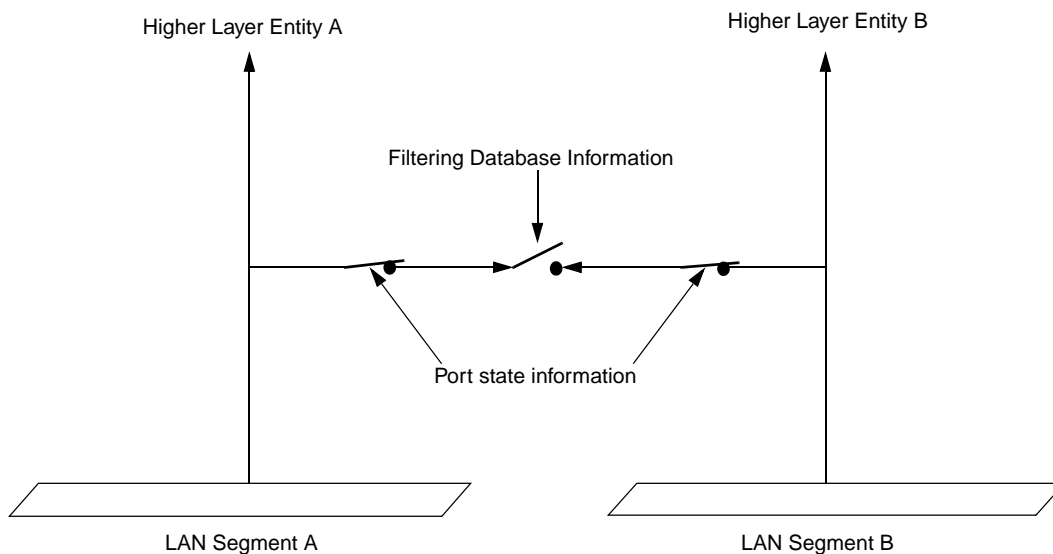 Higher Layer Entity A
Higher Layer Entity B
Filtering Database Information
Port state information
LAN Segment A
LAN Segment B